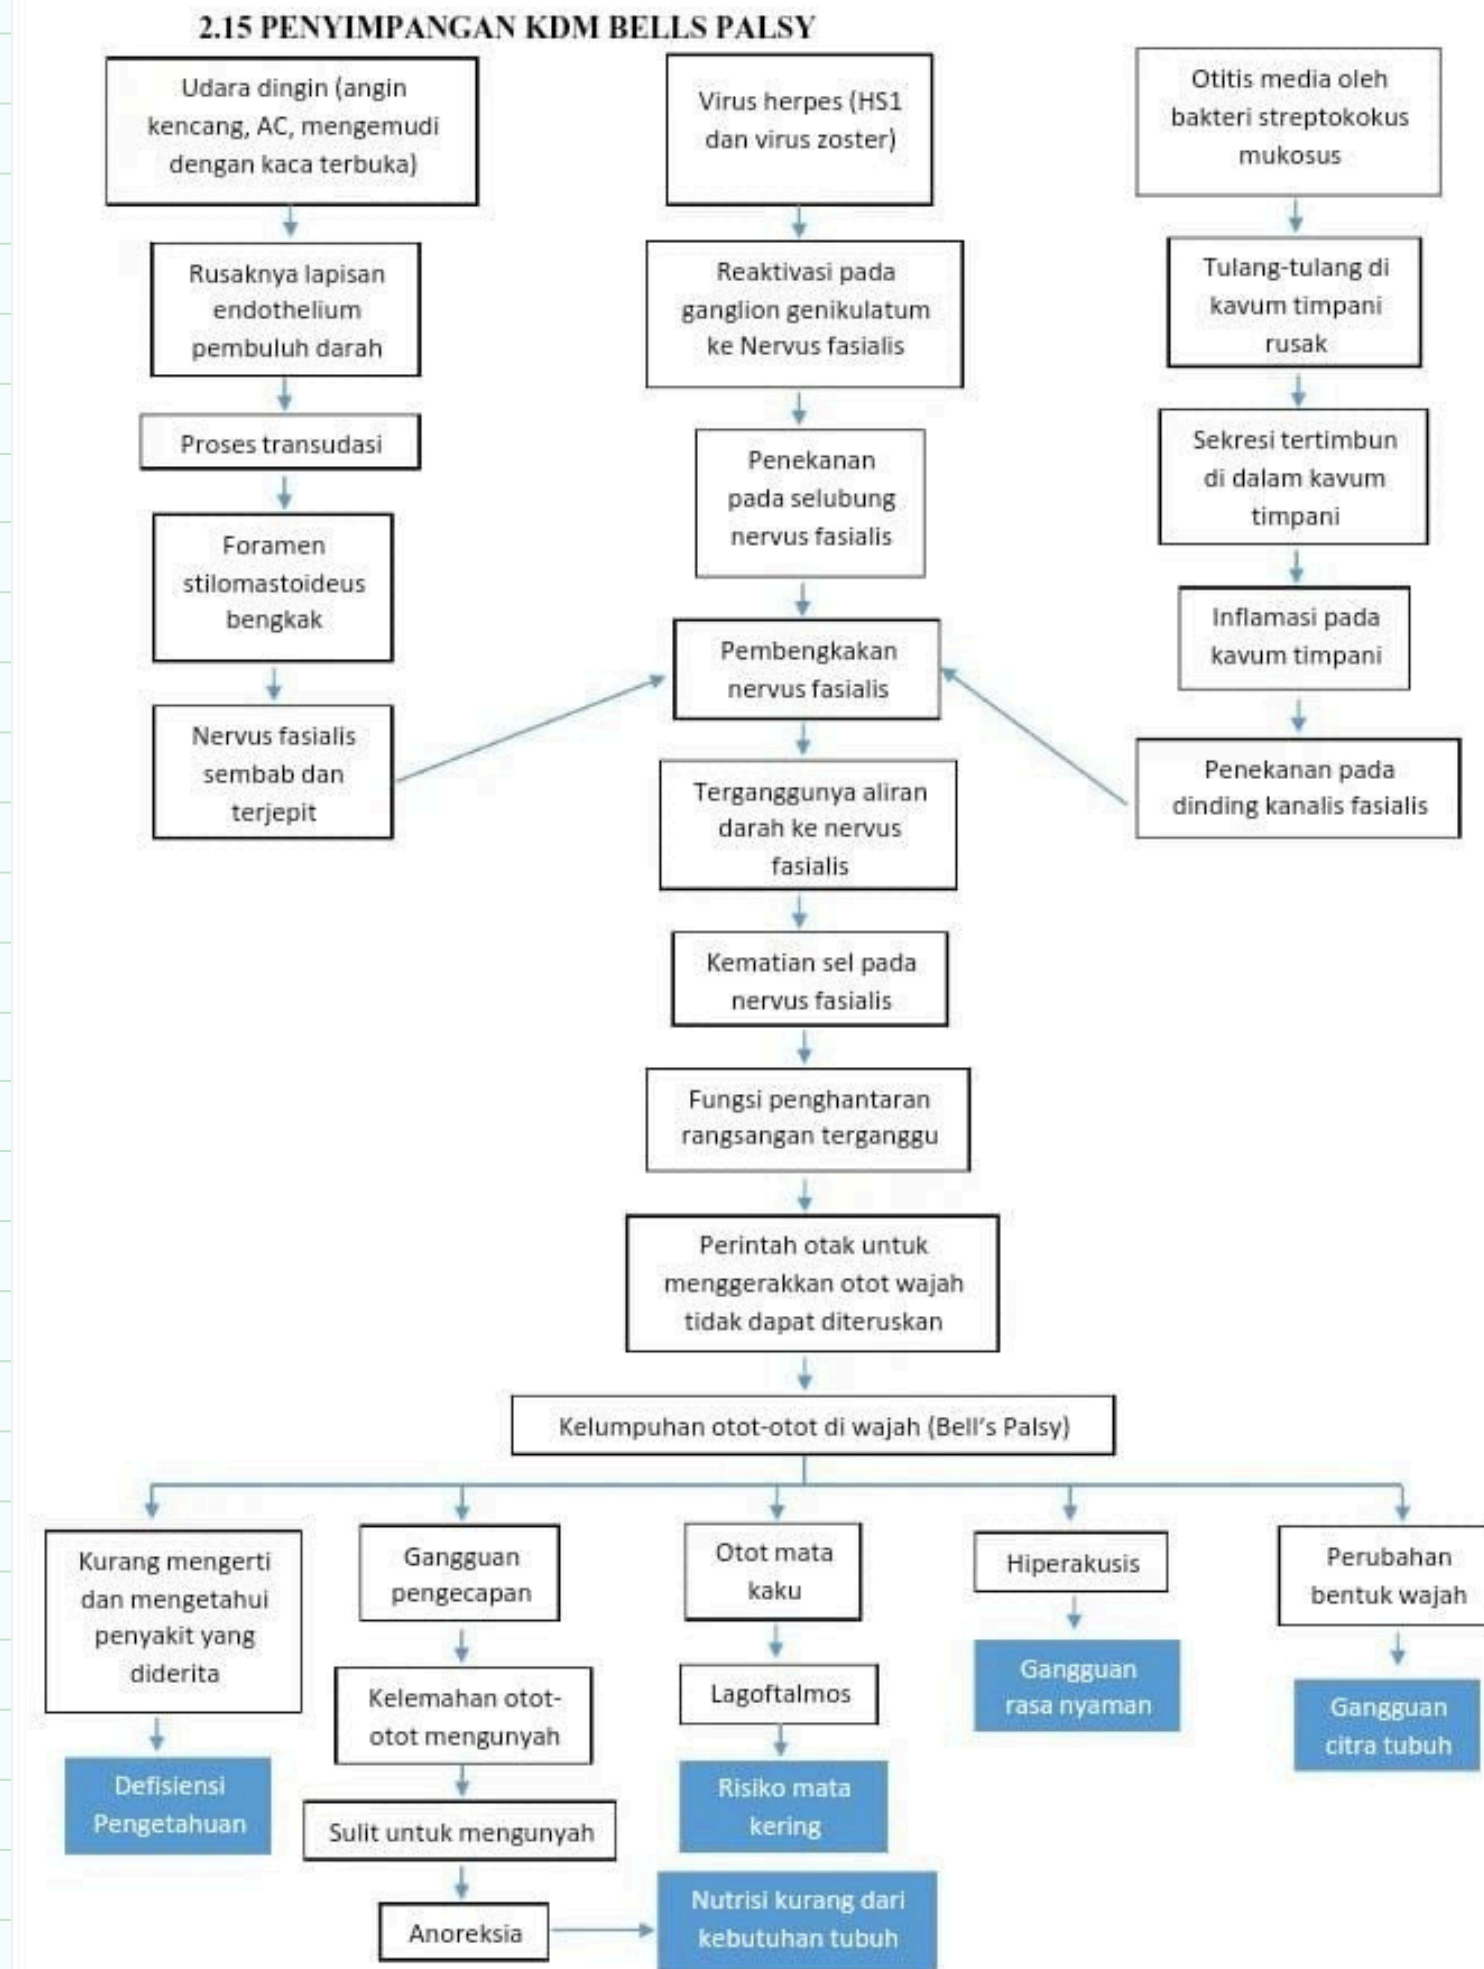 2.15 PENYIMPANGAN KDM BELLS PALSY
Udara dingin (angin
kencang, AC, mengemudi
dengan kaca terbuka)
Rusaknya lapisan
endothelium
pembuluh darah
Proses transudasi
Foramen
stilomastoideus
bengkak
Nervus fasialis
sembab dan
terjepit
Virus herpes (HS1
dan virus zoster)
Reaktivasi pada
ganglion genikulatum
ke Nervus fasialis
Penekanan
pada selubung
nervus fasialis
Otitis media oleh
bakteri streptokokus
mukosus
Tulang-tulang di
kavum timpani
rusak
Sekresi tertimbun
di dalam kavum
timpani
Inflamasi pada
kavum timpani
Penekanan pada
dinding kanalis fasialis
Pembengkakan
nervus fasialis
Terganggunya aliran
darah ke nervus
fasialis
Kematian sel pada
nervus fasialis
Fungsi penghantaran
rangsangan terganggu
Perintah otak untuk
menggerakkan otot wajah
tidak dapat diteruskan
Kelumpuhan otot-otot di wajah (Bell’s Palsy)
Kurang mengerti
dan mengetahui
penyakit yang
diderita
Defisiensi
Pengetahuan
Gangguan
pengecapan
Kelemahan otot-
otot mengunyah
Sulit untuk mengunyah
Anoreksia
Nutrisi kurang dari
kebutuhan tubuh
Otot mata
kaku
Lagoftalmos
Risiko mata
kering
Hiperakusis
Gangguan
rasa nyaman
Perubahan
bentuk wajah
Gangguan
citra tubuh